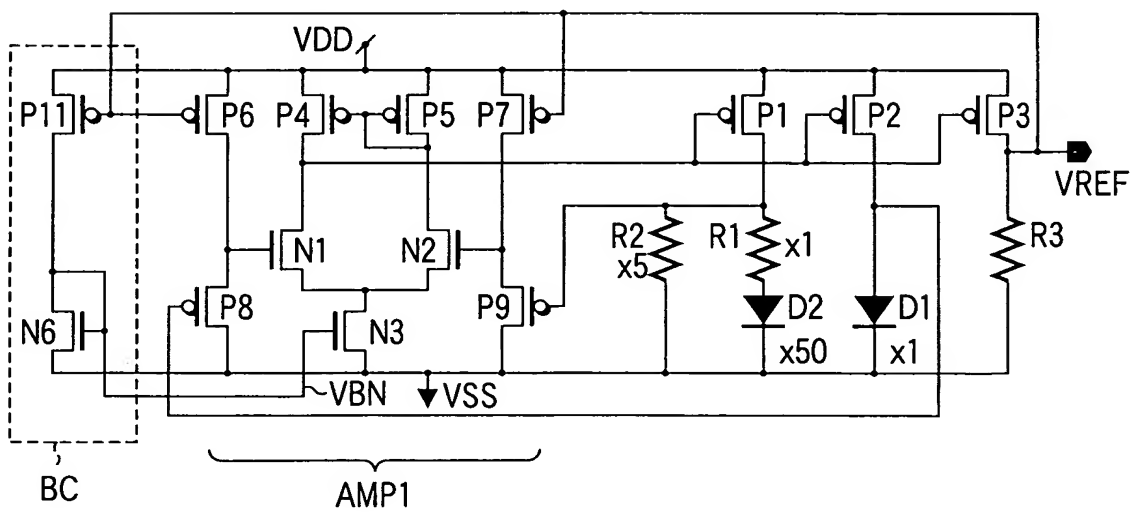 VDD
P11
P6
P4
P5
P7
P1
P2
P3
VREF
N1
N2
R2
x5
R1
x1
R3
P8
P9
N6
N3
D2
x50
D1
x1
VBN
VSS
BC
AMP1